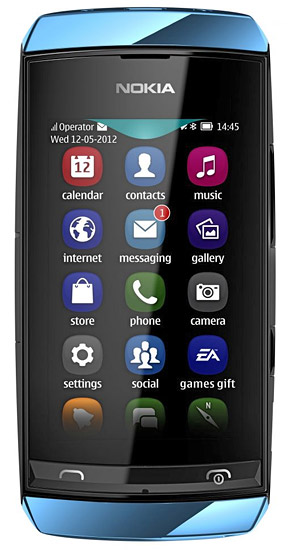 NOKIA
Operator 14:45
Wed 12-05-2012
12
calendar contacts music
1
internet messaging gallery
store phone camera
EA
settings social games gift